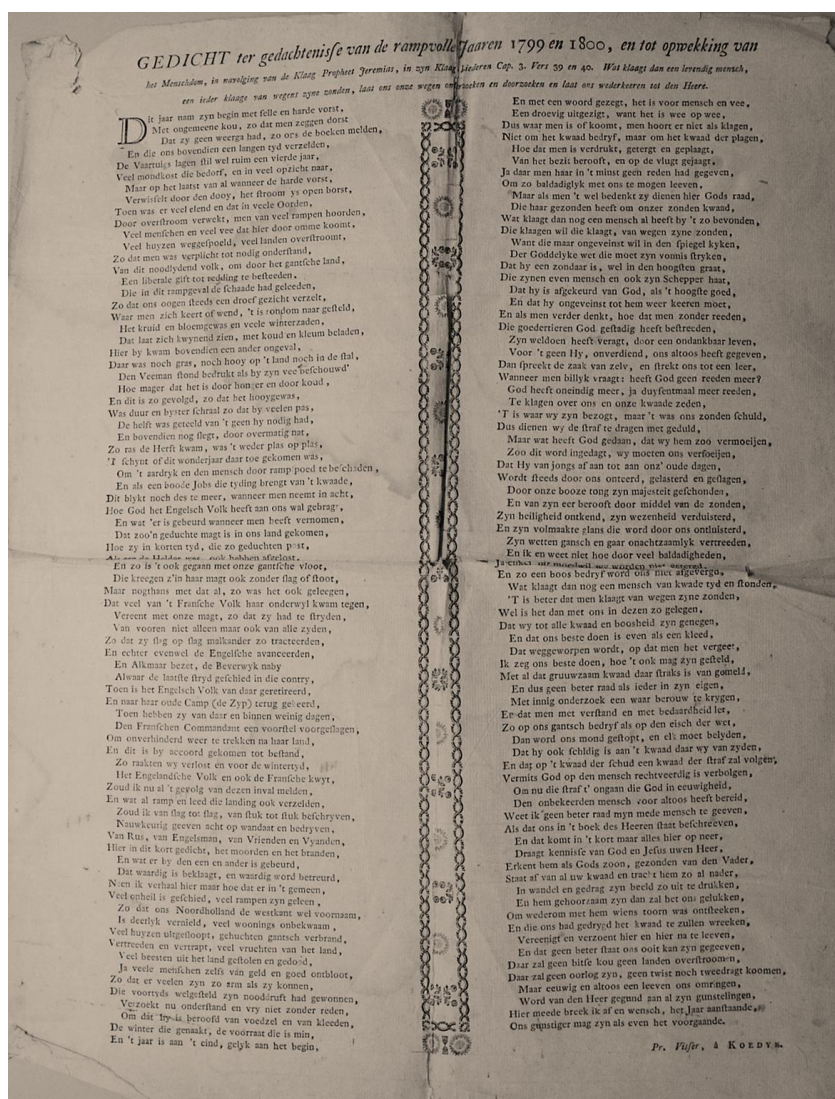 GEDICHT ter gedachtenisse van de rampvolle Jaaren 1799 en 1800, en tot opwekking van
het Menschdom, in navolging van de Klaag Propheet Jeremias, in zyn Klaag Liederen Cap. 3. Vers 39 en 40. Wat klaagt dan een levendig mensch,
een ieder klaage van wegens zyne zonden, laat ons onze wegen onderzoeken en doorzoeken en laat ons wederkeeren tot den Heere.
Dit jaar nam zyn begin met felle en harde vorst,
Met ongemeene kou, zo dat men zeggen dorst
Dat zy geen weerga had, zo ons de boeken melden,
En die ons bovendien een langen tyd verzelden,
De Vaartuigs lagen stil wel ruim een vierde jaar,
Veel mondkost die bedorf, en in veel opzicht naar,
Maar op het laatst van al wanneer de harde vorst,
Verwisselt door den dooy, het stroom ys open borst,
Toen was er veel elend en dat in veele Oorden,
Door overstroom verwekt, men van veel rampen hoorden,
Veel menschen en veel vee dat hier door omme koomt,
Veel huyzen weggespoeld, veel landen overstroomt,
Zo dat men was verplicht tot nodig onderstand,
Van dit noodlydend volk, om door het gantsche land,
Een liberale gift tot redding te besteeden,
Die in dit rampgeval de schaade had geleeden,
Zo dat ons oogen steeds een droef gezicht verzelt,
Waar men zich keert of wend, 't is rondom naar gesteld,
Het kruid en bloemgewas en veele winterzaden,
Dat laat zich kwynend zien, met koud en kleum beladen,
Hier by kwam bovendien een ander ongeval,
Daar was noch gras, noch hooy op 't land noch in de stal,
Den Veeman stond bedrukt als hy zyn vee beschouwd'
Hoe mager dat het is door honger en door koud,
En dit is zo gevolgd, zo dat het hooygewas,
Was duur en byster schraal zo dat by veelen pas,
De helft was geteeld van 't geen hy nodig had,
En bovendien nog slegt, door overmatig nat,
Zo ras de Herfst kwam, was 't weder plas op plas,
'T schynt of dit wonderjaar daar toe gekomen was,
Om 't aardryk en den mensch door ramp poed te beschaden,
En als een boode Jobs die tyding brengt van 't kwaade,
Dit blykt noch des te meer, wanneer men neemt in acht,
Hoe God het Engelsch Volk heeft aan ons wal gebragt,
En wat 'er is gebeurd wanneer men heeft vernomen,
Dat zoo'n geduchte magt is in ons land gekomen,
Hoe zy in korten tyd, die zo geduchten post,
Als aan de Helder was, ook hebben afgelost,
En zo is 't ook gegaan met onze gantsche vloot,
Die kreegen z'in haar magt ook zonder slag of stoot,
Maar nogthans met dat al, zo was het ook geleegen,
Dat veel van 't Fransche Volk haar onderwyl kwam tegen,
Vereent met onze magt, zo dat zy had te stryden,
Van vooren niet alleen maar ook van alle zyden,
Zo dat zy slag op slag malkander zo tracteerden,
En echter evenwel de Engelsche avanceerden,
En Alkmaar bezet, de Beverwyk naby
Alwaar de laatste stryd geschied in die contry,
Toen is het Engelsch Volk van daar geretireerd,
En naar haar oude Camp (de Zyp) terug gekeerd,
Toen hebben zy van daar en binnen weinig dagen,
Den Franschen Commandant een voorstel voorgeslagen,
Om onverhinderd weer te trekken na haar land,
En dit is by accoord gekomen tot bestand,
Zo raakten wy verlost en voor de wintertyd,
Het Engelandsche Volk en ook de Fransche kwyt,
Zoud ik nu al 't gevolg van dezen inval melden,
En wat al ramp en leed die landing ook verzelden,
Zoud ik van slag tot slag, van stuk tot stuk beschryven,
Nauwkeurig geeven acht op wandaat en bedryven,
Van Rus, van Engelsman, van Vrienden en Vyanden,
Hier in dit kort gedicht, het moorden en het branden,
En wat er by den een en ander is gebeurd,
Dat waardig is beklaagt, en waardig word betreurt,
Neen ik verhaal hier maar hoe dat er in 't gemeen,
Veel onheil is geschied, veel rampen zyn geleen,
Zo dat ons Noordholland de westkant wel voornaam,
Is deerlyk vernield, veel woonings onbekwaam,
Veel huyzen uitgestoopt, gehuchten gantsch verbrand,
Vertreeden en vertrapt, veel vruchten van het land,
Veel beesten uit het land gestolen en gedood,
Ja veele menschen zelfs van geld en goed ontbloot,
Zo dat er veelen zyn zo arm als zy konnen,
Die voortyds welgesteld zyn nooddruft had gewonnen,
Verzoekt nu onderstand en vry niet zonder reden,
Om dat hy is beroofd van voedzel en van kleeden,
De winter die genaakt, de voorraat die is min,
En 't jaar is aan 't eind, gelyk aan het begin,
En met een woord gezegt, het is voor mensch en vee,
Een droevig uitgezigt, want het is wee op wee,
Dus waar men is of koomt, men hoort er niet als klagen,
Niet om het kwaad bedryf, maar om het kwaad der plagen,
Hoe dat men is verdrukt, getergt en geplaagt,
Van het bezit berooft, en op de vlugt gejaagt,
Ja daar men haar in 't minst geen reden had gegeven,
Om zo baldadiglyk met ons te mogen leeven,
Maar als men 't wel bedenkt zy dienen hier Gods raad,
Die haar gezonden heeft om onzer zonden kwaad,
Wat klaagt dan nog een mensch al heeft hy 't zo bevonden,
Die klaagen wil die klaagt, van wegen zyne zonden,
Want die maar ongeveinst wil in den spiegel kyken,
Der Goddelyke wet die moet zyn vonnis stryken,
Dat hy een zondaar is, wel in den hoogsten graat,
Die zynen even mensch en ook zyn Schepper haat,
Dat hy is afgekeurd van God, als 't hoogste goed,
En dat hy ongeveinst tot hem weer keeren moet,
En als men verder denkt, hoe dat men zonder reeden,
Die goedertieren God gestadig heeft bestreeden,
Zyn weldoen heeft veragt, door een ondankbaar leven,
Voor 't geen Hy, onverdiend, ons altoos heeft gegeven,
Dan spreekt de zaak van zelv, en strekt ons tot een leer,
Wanneer men billyk vraagt: heeft God geen reeden meer?
God heeft oneindig meer, ja duysentmaal meer reeden,
Te klagen over ons en onze kwaade zeden,
'T is waar wy zyn bezogt, maar 't was ons zonden schuld,
Dus dienen wy de straf te dragen met geduld,
Maar wat heeft God gedaan, dat wy hem zoo vermoeijen,
Zoo dit word ingedagt, wy moeten ons verfoeijen,
Dat Hy van jongs af aan tot aan onz' oude dagen,
Wordt steeds door ons onteerd, gelasterd en geslagen,
Door onze booze tong zyn majesteit geschonden,
En van zyn eer berooft door middel van de zonden,
Zyn heiligheid ontkend, zyn wezenheid verduisterd,
En zyn volmaakte glans die word door ons ontluisterd,
Zyn wetten gansch en gaar onachtzaamlyk vertreeden,
En ik en weet niet hoe door veel baldadigheden,
En zo een boos bedryf word ons niet afgevergo,
Wat klaagt dan nog een mensch van kwade tyd en stonden,
'T is beter dat men klaagt van wegen zyne zonden,
Wel is het dan met ons in dezen zo gelegen,
Dat wy tot alle kwaad en boosheid zyn genegen,
En dat ons beste doen is even als een kleed,
Dat weggeworpen wordt, op dat men het vergeet,
Ik zeg ons beste doen, hoe 't ook mag zyn gesteld,
Met al dat gruuwzaam kwaad daar straks is van gemeld,
En dus geen beter raad als ieder in zyn eigen,
Met innig onderzoek een waar berouw te krygen,
En dat men met verstand en met bedaardheid let,
Zo op ons gantsch bedryf als op den eisch der wet,
Dan word ons mond gestopt, en elk moet belyden,
Dat hy ook schldig is aan 't kwaad daar wy van zyden,
En dat op 't kwaad der schud een kwaad der straf zal volgen,
Vermits God op den mensch rechtveerdig is verbolgen,
Om nu die straf t' ongaan die God in eeuwigheid,
Den onbekeerden mensch voor altoos heeft bereid,
Weet ik geen beter raad myn mede mensch te geeven,
Als dat ons in 't boek des Heeren staat beschreeven,
En dat komt in 't kort maar alles hier op neer,
Draagt kennisse van God en Jesus uwen Heer,
Erkent hem als Gods zoon, gezonden van den Vader,
Staat af van al uw kwaad en tracht hem zo al nader,
In wandel en gedrag zyn beeld zo uit te drukken,
En hem gehoorzaam zyn dan zal het ons gelukken,
Om wederom met hem wiens toorn was ontsteeken,
En die ons had gedrygd het kwaad te zullen wreeken,
Vereenigt en verzoent hier en hier na te leeven,
En dat geen beter staat ons ooit kan zyn gegeeven,
Daar zal geen bitse kou geen landen overstroomen,
Daar zal geen oorlog zyn, geen twist noch tweedragt koomen,
Maar eeuwig en altoos een leeven ons omringen,
Word van den Heer gegund aan al zyn gunstelingen,
Hier meede breek ik af en wensch, het Jaar aanstaande,
Ons gunstiger mag zyn als even het voorgaande.
Pr. Visser, à KOEDYK.